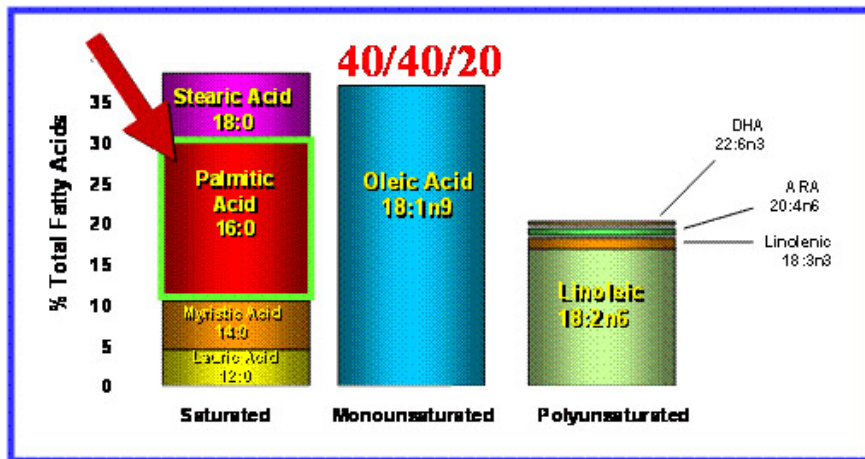 40/40/20
% Total Fatty Acids
35
30
25
20
15
10
5
0
Stearic Acid
18:0
Palmitic
Acid
16:0
Myristic Acid
14:0
Lauric Acid
12:0
Oleic Acid
18:1n9
Linoleic
18:2n6
DHA
22:6n3
ARA
20:4n6
Linolenic
18:3n3
Saturated
Monounsaturated
Polyunsaturated